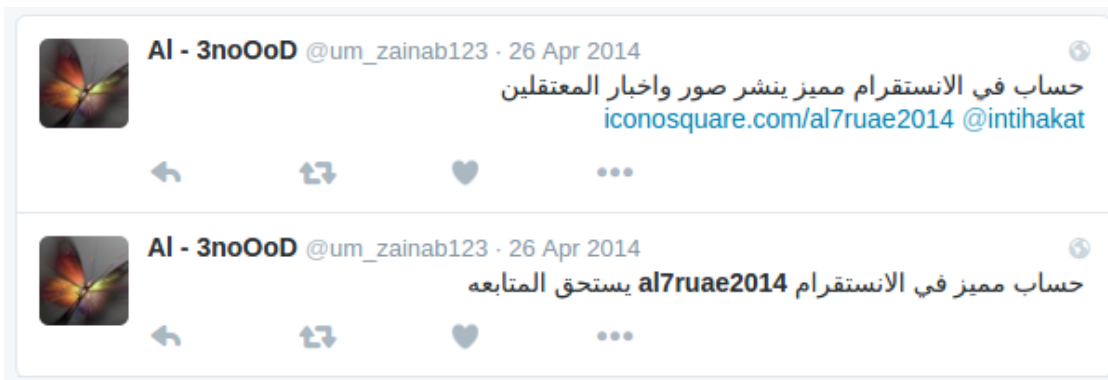 Al - 3noOoD @um_zainab123 · 26 Apr 2014
حساب في الانستقرام مميز ينشر صور واخبار المعتقلين
iconosquare.com/al7ruae2014 @intihakat
Al - 3noOoD @um_zainab123 · 26 Apr 2014
حساب مميز في الانستقرام al7ruae2014 يستحق المتابعه